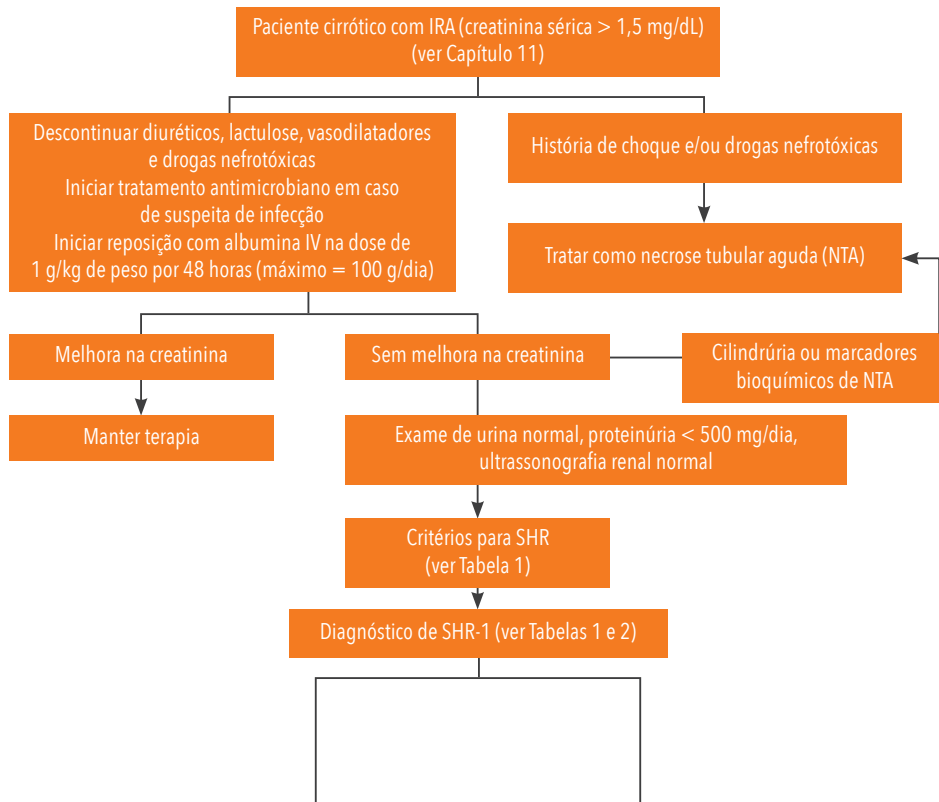 Paciente cirrótico com IRA (creatinina sérica > 1,5 mg/dL)
(ver Capítulo 11)
Descontinuar diuréticos, lactulose, vasodilatadores
e drogas nefrotóxicas
Iniciar tratamento antimicrobiano em caso
de suspeita de infecção
Iniciar reposição com albumina IV na dose de
1 g/kg de peso por 48 horas (máximo = 100 g/dia)
História de choque e/ou drogas nefrotóxicas
Tratar como necrose tubular aguda (NTA)
Melhora na creatinina
Sem melhora na creatinina
Cilindrúria ou marcadores
bioquímicos de NTA
Manter terapia
Exame de urina normal, proteinúria < 500 mg/dia,
ultrassonografia renal normal
Critérios para SHR
(ver Tabela 1)
Diagnóstico de SHR-1 (ver Tabelas 1 e 2)